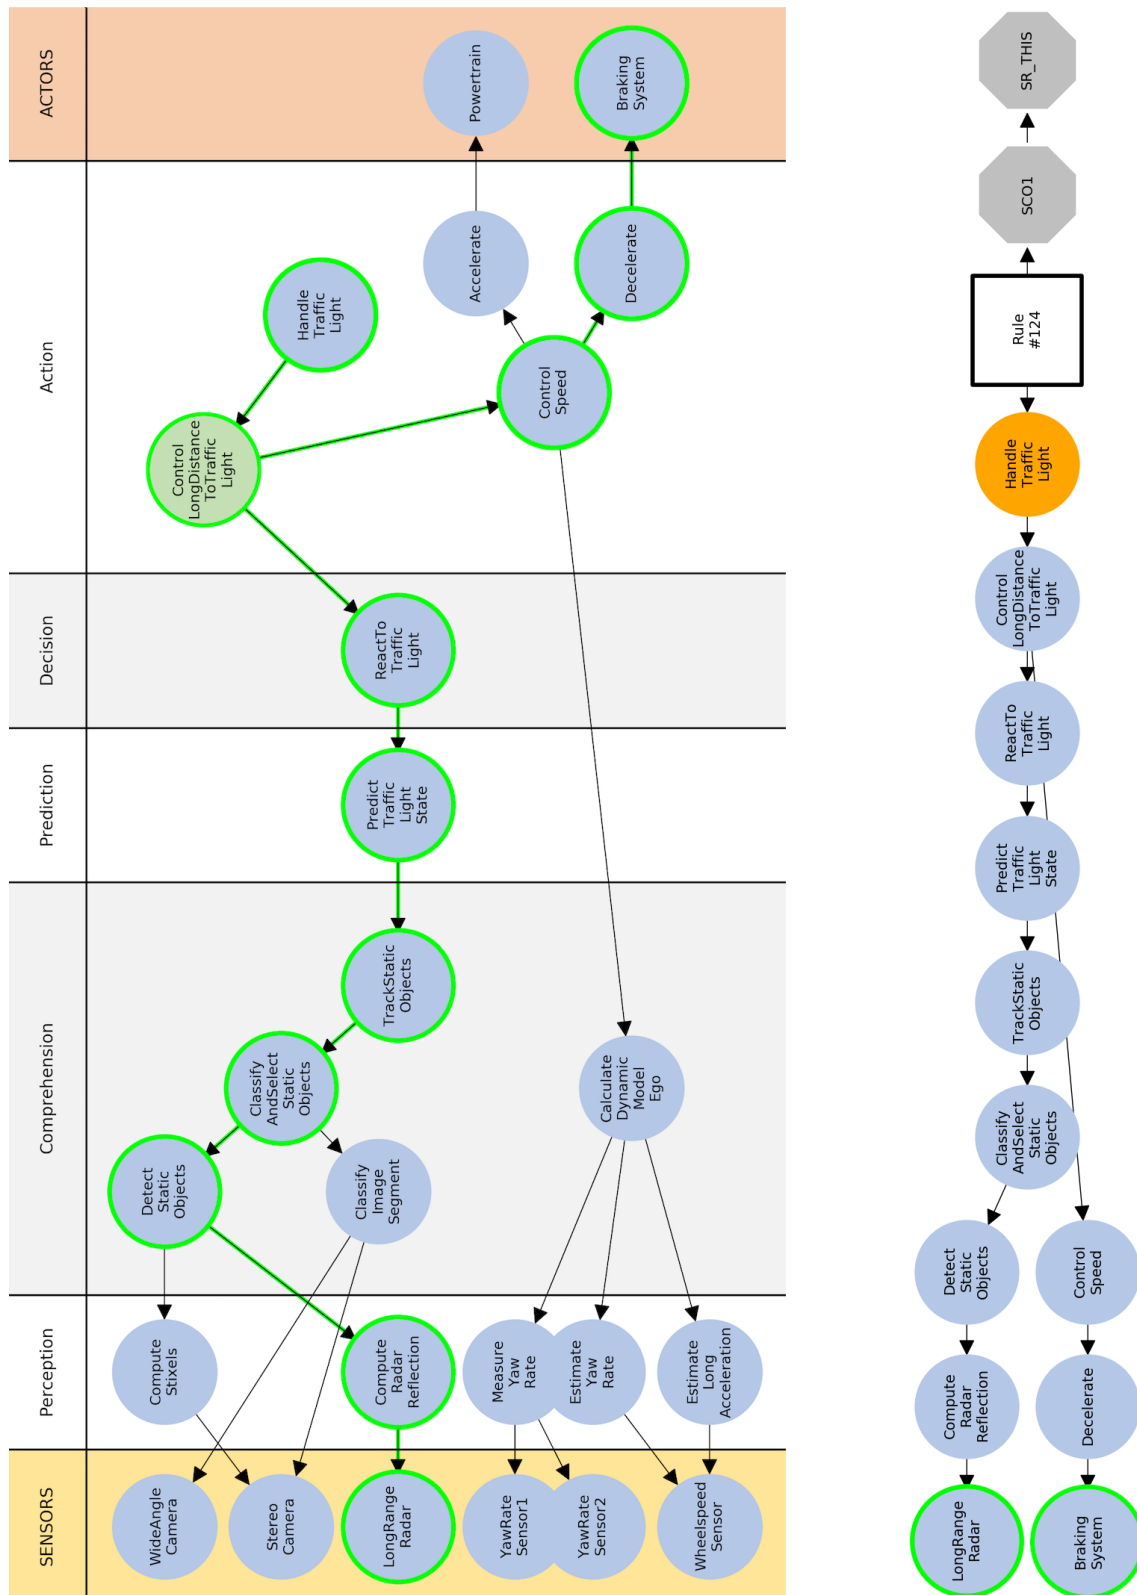 SENSORS
Perception
Comprehension
Prediction
Decision
Action
ACTORS
WideAngle
Camera
Stereo
Camera
LongRange
Radar
YawRate
Sensor1
YawRate
Sensor2
Wheelspeed
Sensor
Compute
Stixels
Compute
Radar
Reflection
Measure
Yaw
Rate
Estimate
Yaw
Rate
Estimate
Long
Acceleration
Detect
Static
Objects
Classify
Image
Segment
Classify
AndSelect
Static
Objects
TrackStatic
Objects
Calculate
Dynamic
Model
Ego
Predict
Traffic
Light
State
ReactTo
Traffic
Light
Control
LongDistance
ToTraffic
Light
Handle
Traffic
Light
Control
Speed
Accelerate
Decelerate
Powertrain
Braking
System
LongRange
Radar
Braking
System
Compute
Radar
Reflection
Decelerate
Detect
Static
Objects
Control
Speed
Classify
AndSelect
Static
Objects
TrackStatic
Objects
Predict
Traffic
Light
State
ReactTo
Traffic
Light
Control
LongDistance
ToTraffic
Light
Handle
Traffic
Light
Rule
#124
SCO1
SR_THIS